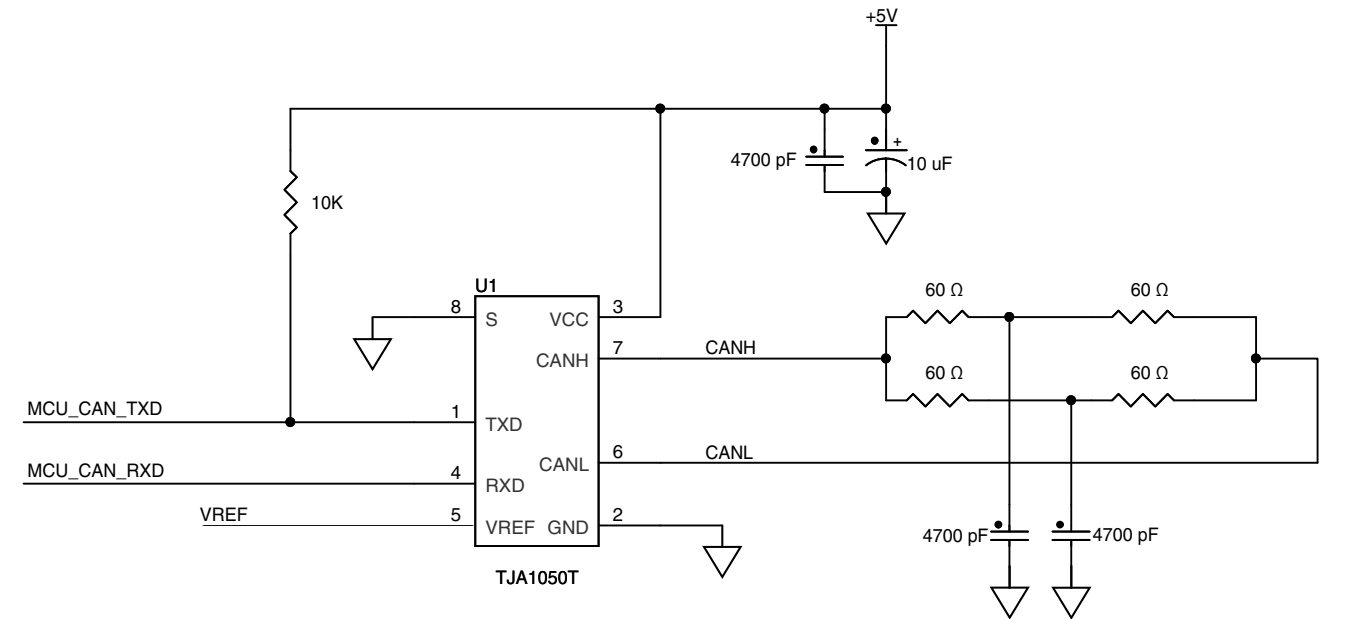 +5V
4700 pF
+
10 uF
10K
U1
8
S
VCC
3
CANH
7
CANH
60 Ω
60 Ω
60 Ω
60 Ω
MCU_CAN_TXD
1
TXD
CANL
6
CANL
MCU_CAN_RXD
4
RXD
VREF
5
VREF
GND
2
4700 pF
4700 pF
TJA1050T